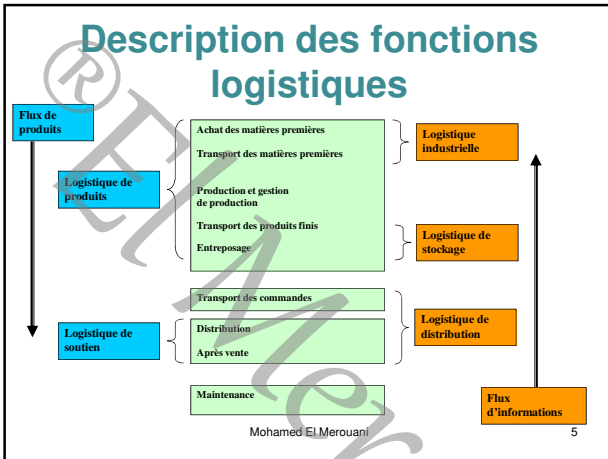 Description des fonctions
logistiques
Flux de
produits
Achat des matières premières
Transport des matières premières
Logistique
industrielle
Logistique de
produits
Production et gestion
de production
Transport des produits finis
Entreposage
Logistique de
stockage
Transport des commandes
Logistique de
soutien
Distribution
Après vente
Logistique de
distribution
Maintenance
Flux
d'informations
Mohamed El Merouani
5
®El Mer